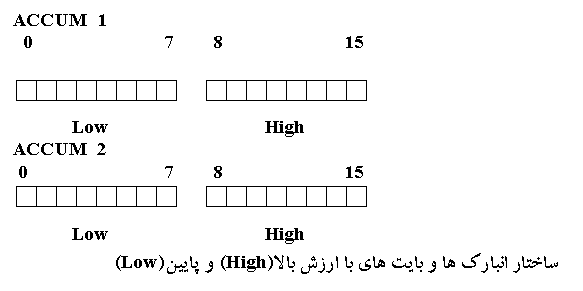 ACCUM 1
0 7 8 15
Low High
ACCUM 2
0 7 8 15
Low High
ساختار انبارک ها و بایت های با ارزش بالا(High) و پایین(Low)